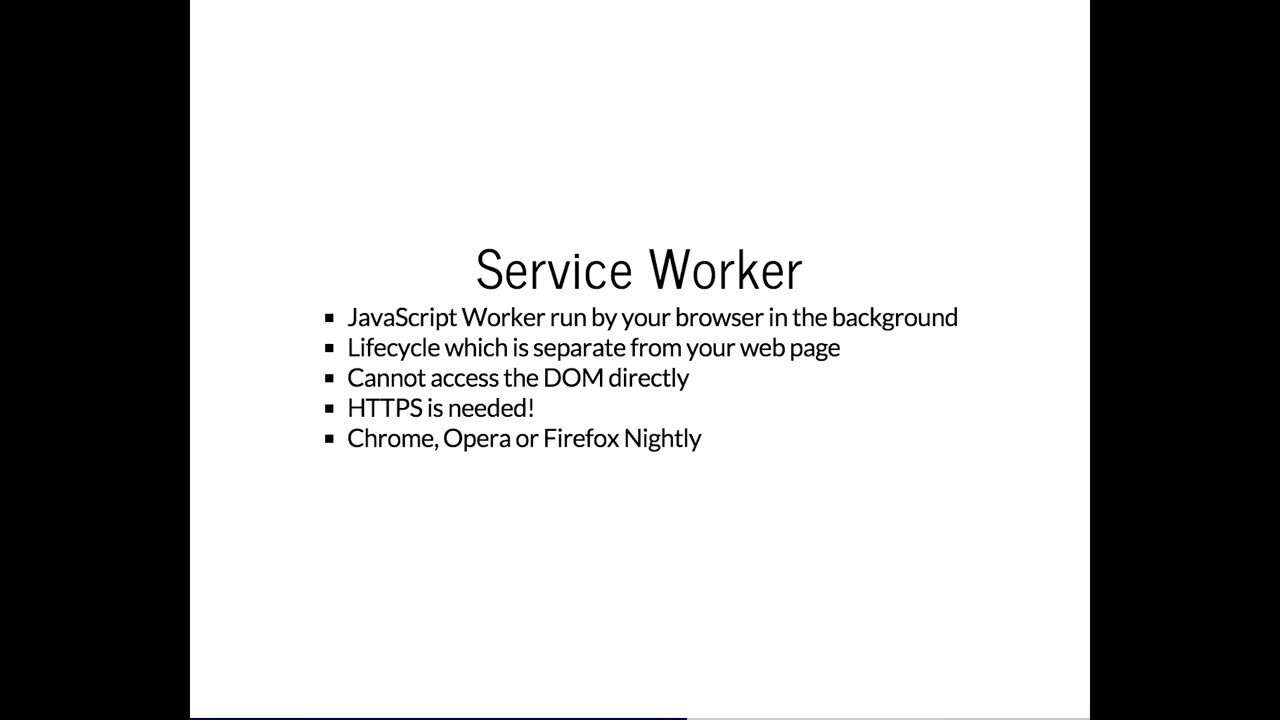 Service Worker
▪ JavaScript Worker run by your browser in the background
▪ Lifecycle which is separate from your web page
▪ Cannot access the DOM directly
▪ HTTPS is needed!
▪ Chrome, Opera or Firefox Nightly